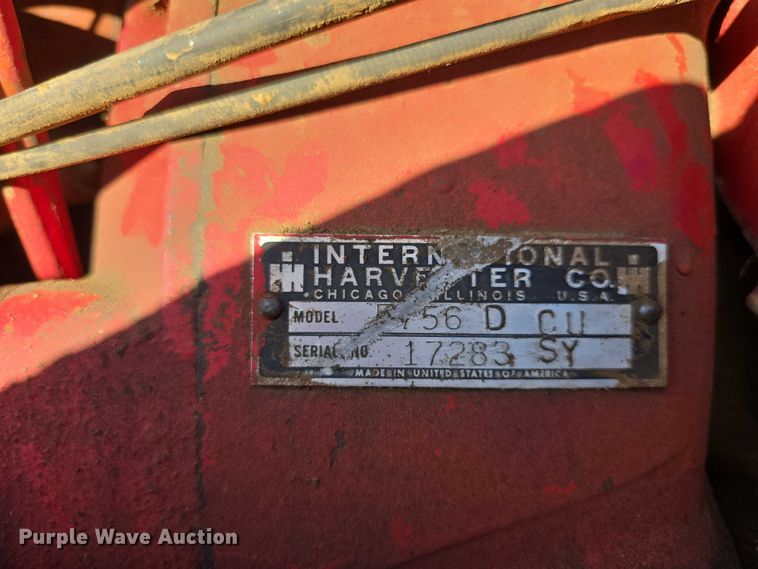 INTERNATIONAL
HARVESTER CO.
CHICAGO, ILLINOIS U.S.A.
MODEL F756 D CU
SERIAL NO 17283 SY
MADE IN UNITED STATES OF AMERICA
Purple Wave Auction